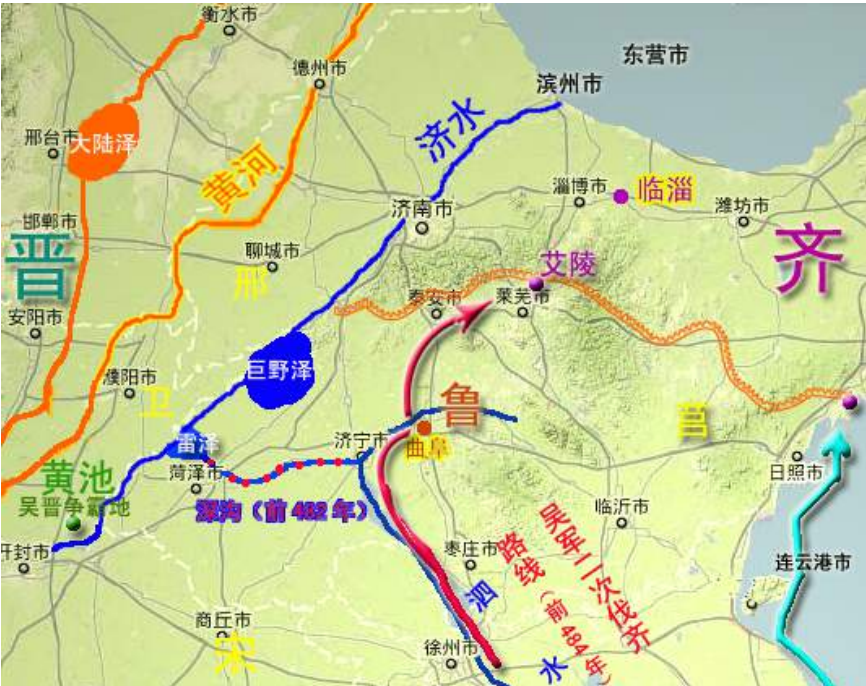 衡水市
东营市
德州市
滨州市
济水
邢台市
大陆泽
黄河
淄博市
临淄
潍坊市
济南市
邯郸市
聊城市
晋
邢
齐
艾陵
泰安市
莱芜市
安阳市
巨野泽
濮阳市
卫
鲁
莒
雷泽
济宁市
曲阜
日照市
黄池
菏泽市
吴晋争霸地
深沟（前482年）
临沂市
开封市
枣庄市
连云港市
吴军二次伐齐
路线（前484年）
泗水
商丘市
宋
徐州市